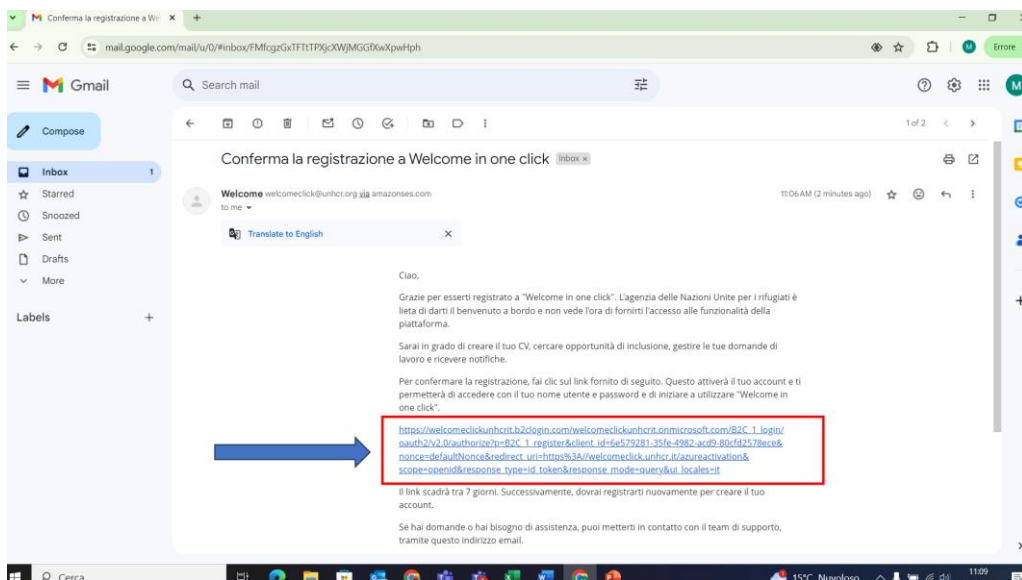 Conferma la registrazione a We
mail.google.com/mail/u/0/#inbox/FMfcgzGxTFTtTPXjcXWjMGGfXwXpwHph
Errore
Gmail
Search mail
M
Compose
1 of 2
Inbox 1
Starred
Snoozed
Sent
Drafts
More
Labels
Conferma la registrazione a Welcome in one click Inbox x
Welcome welcomeclick@unhcr.org via amazonses.com
11:06 AM (2 minutes ago)
to me
Translate to English
Ciao,
Grazie per esserti registrato a "Welcome in one click". L'agenzia delle Nazioni Unite per i rifugiati è
lieta di darti il benvenuto a bordo e non vede l'ora di fornirti l'accesso alle funzionalità della
piattaforma.
Sarai in grado di creare il tuo CV, cercare opportunità di inclusione, gestire le tue domande di
lavoro e ricevere notifiche.
Per confermare la registrazione, fai clic sul link fornito di seguito. Questo attiverà il tuo account e ti
permetterà di accedere con il tuo nome utente e password e di iniziare a utilizzare "Welcome in
one click".
https://welcomeclickunhcrit.b2clogin.com/welcomeclickunhcrit.onmicrosoft.com/B2C_1_login/
oauth2/v2.0/authorize?p=B2C_1_register&client_id=6e579281-35fe-4982-acd9-80cfd2578ece&
nonce=defaultNonce&redirect_uri=https%3A//welcomeclick.unhcr.it/azureactivation&
scope=openid&response_type=id_token&response_mode=query&ui_locales=it
Il link scadrà tra 7 giorni. Successivamente, dovrai registrarti nuovamente per creare il tuo
account.
Se hai domande o hai bisogno di assistenza, puoi metterti in contatto con il team di supporto,
tramite questo indirizzo email.
Cerca
15°C Nuvoloso
11:09